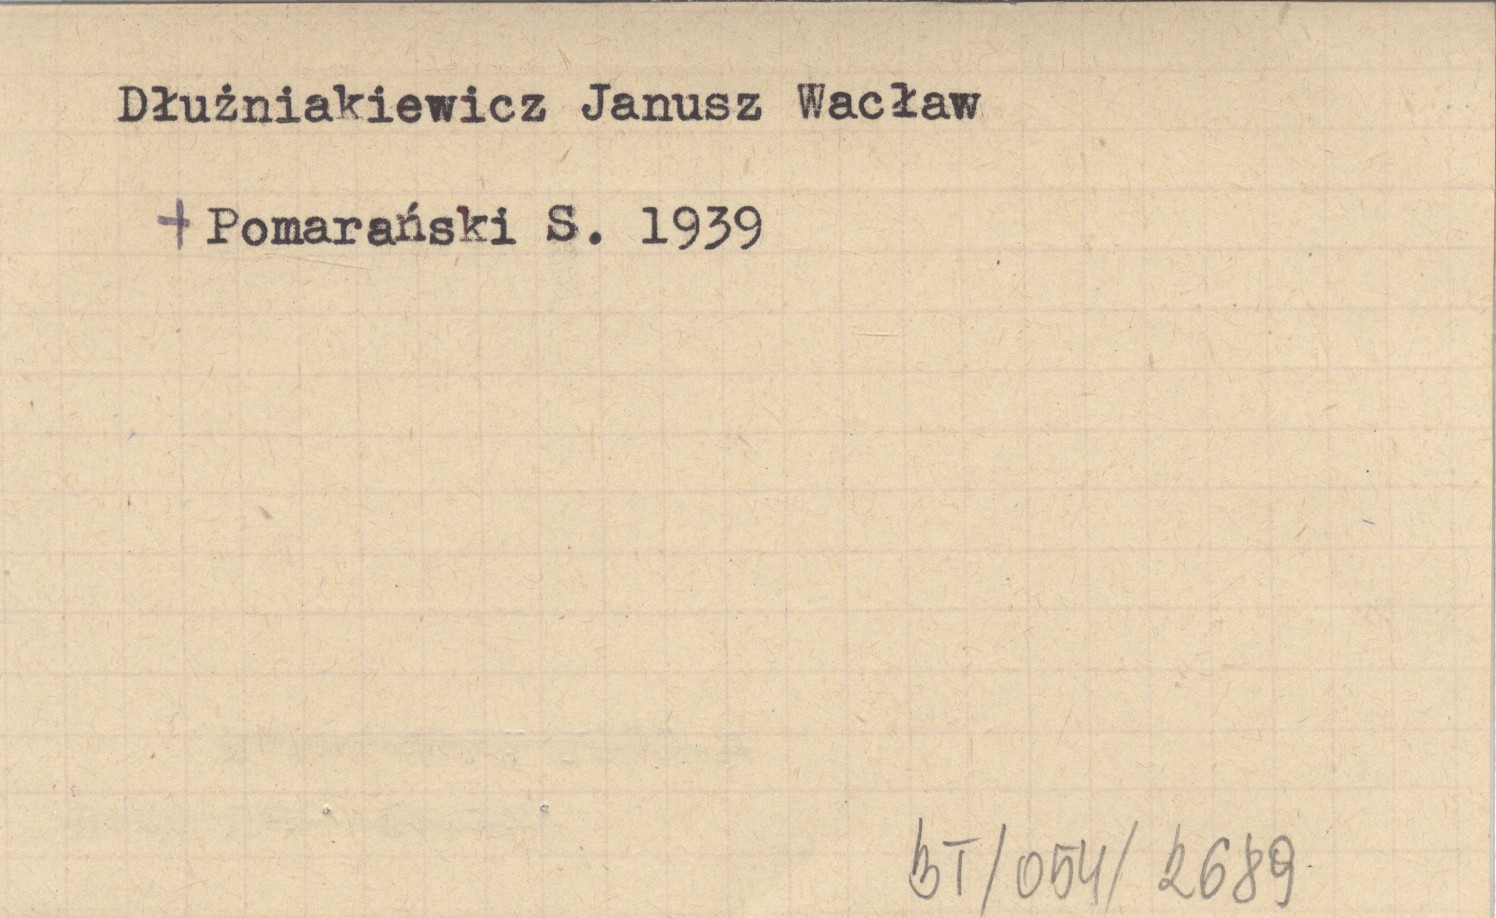 Dłużniakiewicz Janusz Wacław
+ Pomarański S. 1939
BT/054/2689